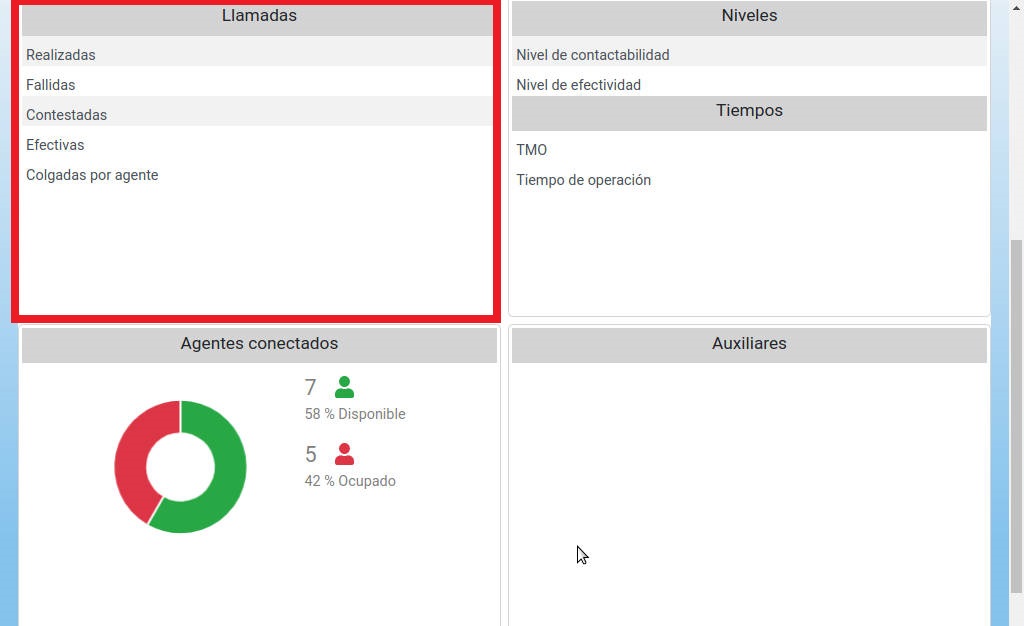 Llamadas
Realizadas
Fallidas
Contestadas
Efectivas
Colgadas por agente
Niveles
Nivel de contactabilidad
Nivel de efectividad
Tiempos
TMO
Tiempo de operación
Agentes conectados
7
58 % Disponible
5
42 % Ocupado
Auxiliares